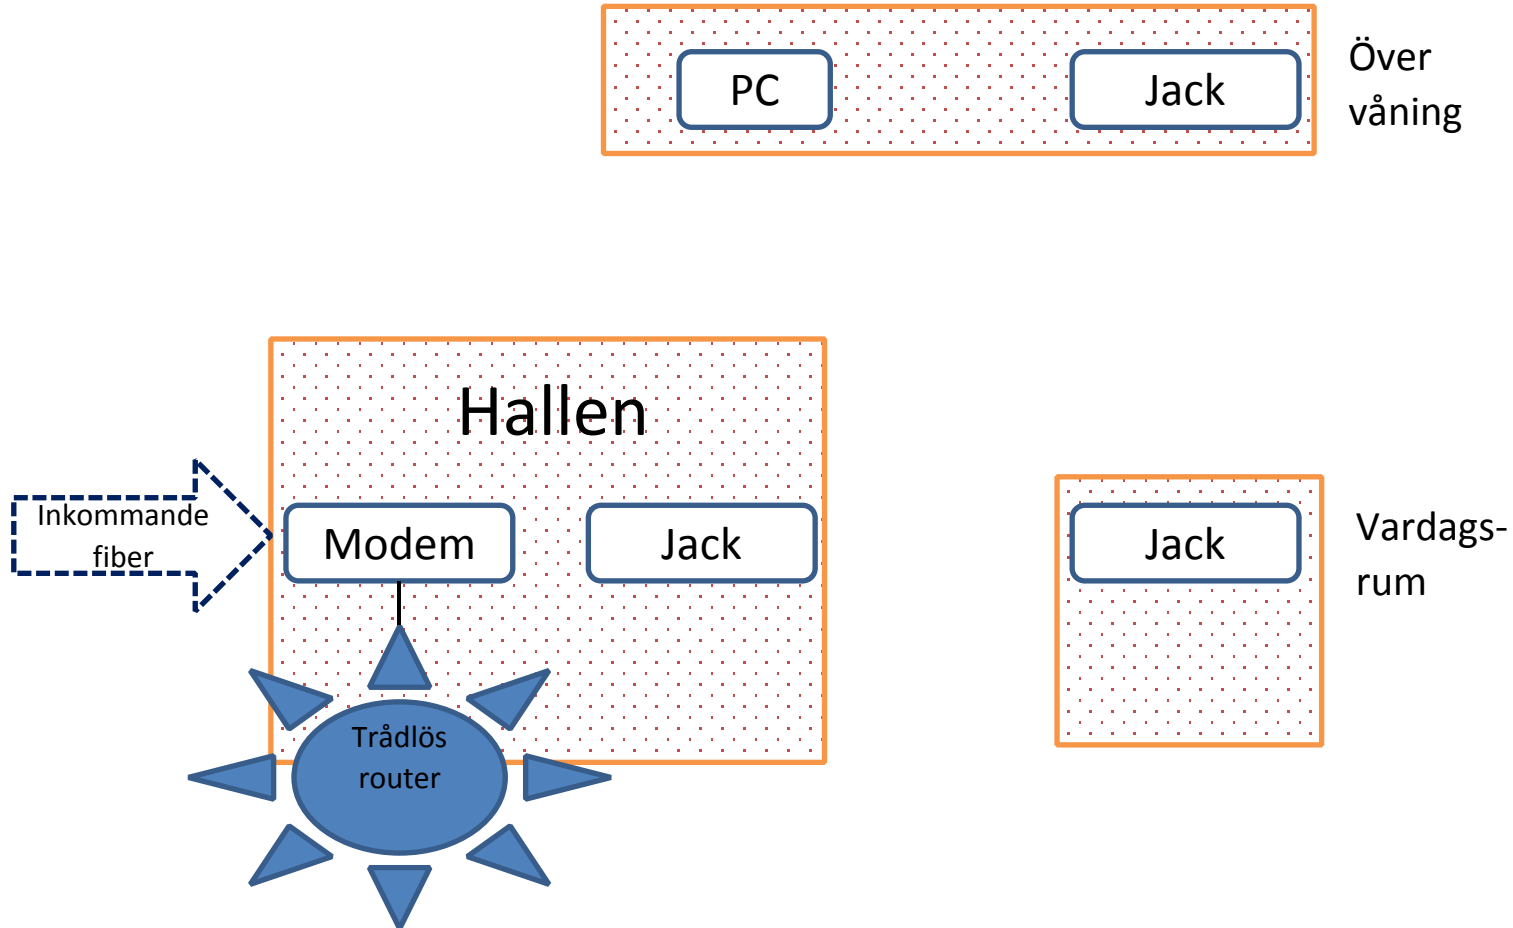 PC
Jack
Över
våning
Hallen
Inkommande
fiber
Modem
Jack
Jack
Vardags-
rum
Trådlös
router